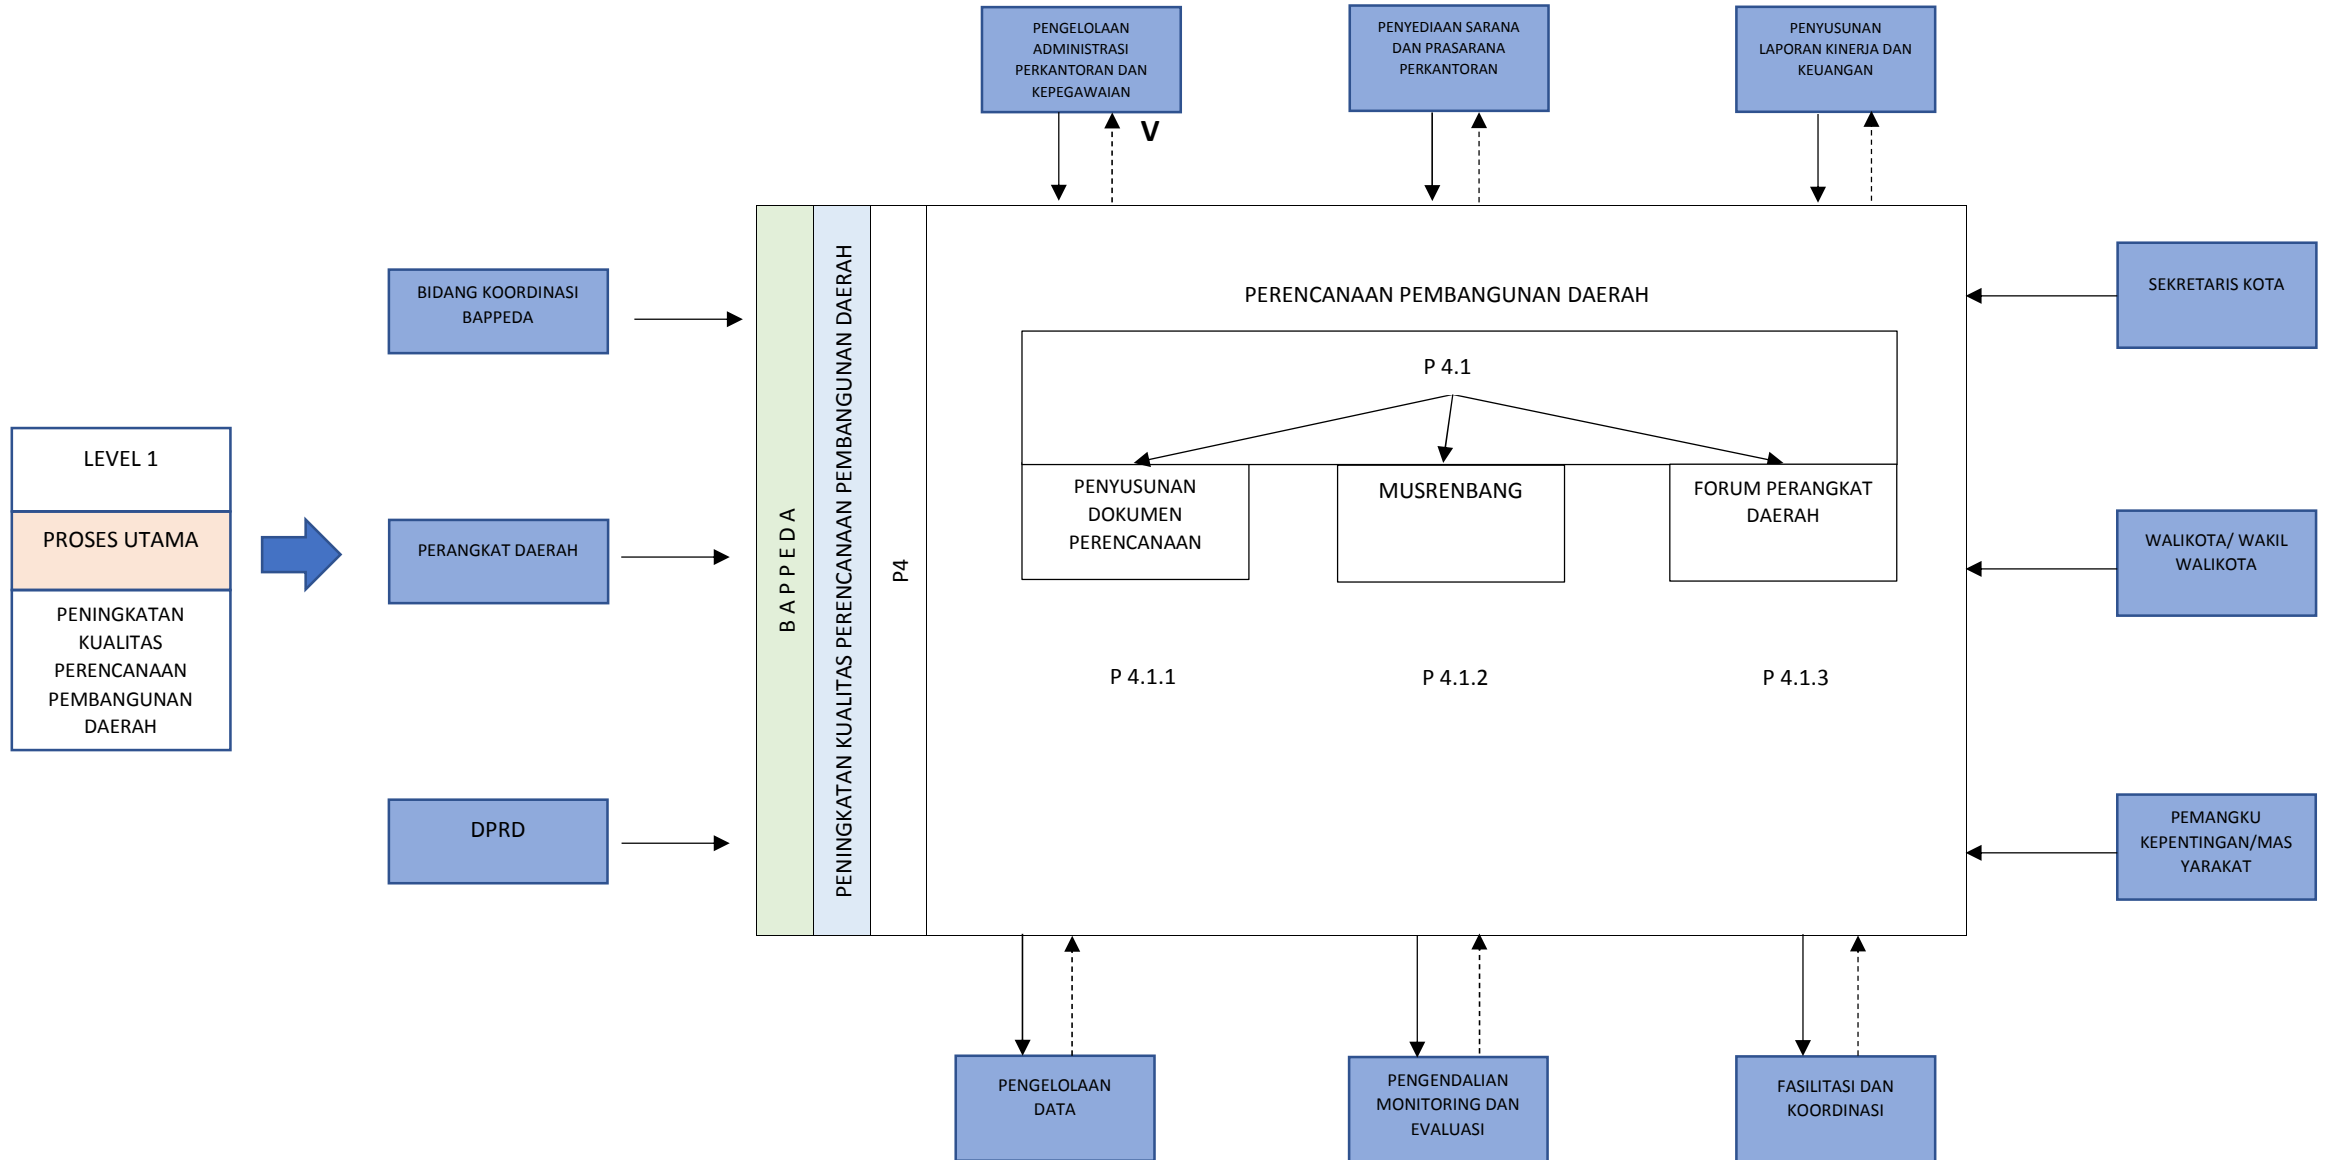 PENGELOLAAN
ADMINISTRASI
PERKANTORAN DAN
KEPEGAWAIAN
PENYEDIAAN SARANA
DAN PRASARANA
PERKANTORAN
PENYUSUNAN
LAPORAN KINERJA DAN
KEUANGAN
V
LEVEL 1
PROSES UTAMA
PENINGKATAN
KUALITAS
PERENCANAAN
PEMBANGUNAN
DAERAH
BIDANG KOORDINASI
BAPPEDA
PERANGKAT DAERAH
DPRD
B A P P E D A
PENINGKATAN KUALITAS PERENCANAAN PEMBANGUNAN DAERAH
P4
PERENCANAAN PEMBANGUNAN DAERAH
P 4.1
PENYUSUNAN
DOKUMEN
PERENCANAAN
MUSRENBANG
FORUM PERANGKAT
DAERAH
P 4.1.1
P 4.1.2
P 4.1.3
SEKRETARIS KOTA
WALIKOTA/ WAKIL
WALIKOTA
PEMANGKU
KEPENTINGAN/MAS
YARAKAT
PENGELOLAAN
DATA
PENGENDALIAN
MONITORING DAN
EVALUASI
FASILITASI DAN
KOORDINASI